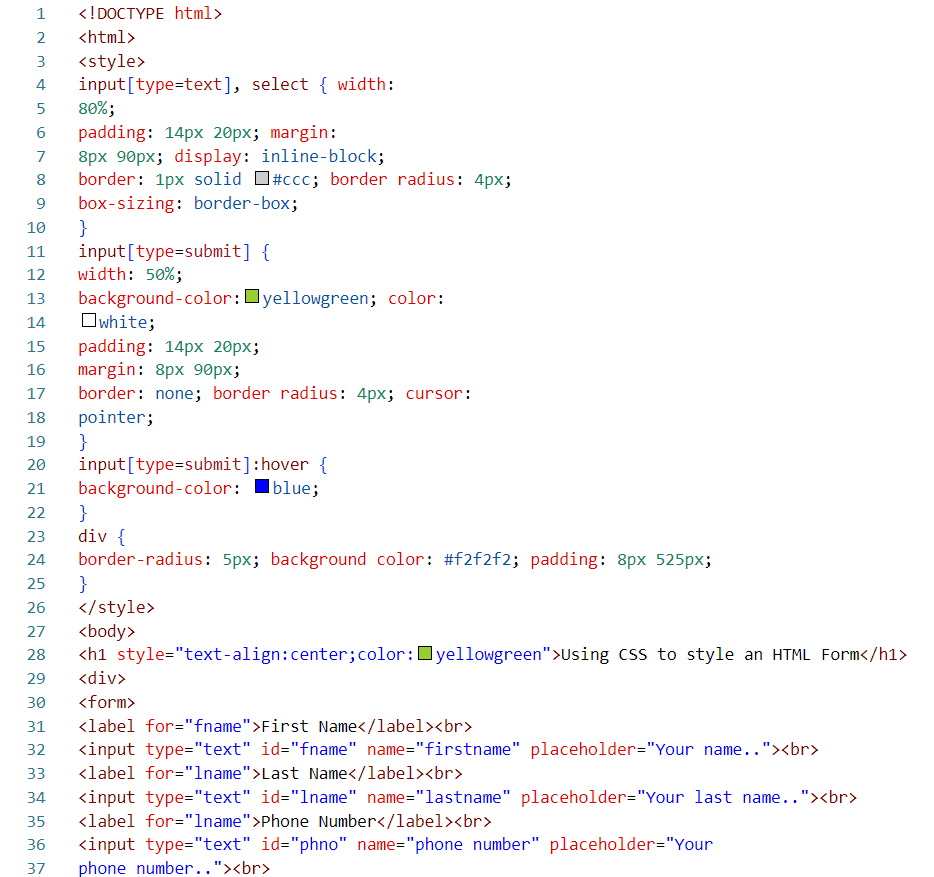 1 <!DOCTYPE html>
2 <html>
3 <style>
4 input[type=text], select { width:
5 80%;
6 padding: 14px 20px; margin:
7 8px 90px; display: inline-block;
8 border: 1px solid #ccc; border radius: 4px;
9 box-sizing: border-box;
10 }
11 input[type=submit] {
12 width: 50%;
13 background-color: yellowgreen; color:
14 white;
15 padding: 14px 20px;
16 margin: 8px 90px;
17 border: none; border radius: 4px; cursor:
18 pointer;
19 }
20 input[type=submit]:hover {
21 background-color: blue;
22 }
23 div {
24 border-radius: 5px; background color: #f2f2f2; padding: 8px 525px;
25 }
26 </style>
27 <body>
28 <h1 style="text-align:center;color:yellowgreen">Using CSS to style an HTML Form</h1>
29 <div>
30 <form>
31 <label for="fname">First Name</label><br>
32 <input type="text" id="fname" name="firstname" placeholder="Your name.."><br>
33 <label for="lname">Last Name</label><br>
34 <input type="text" id="lname" name="lastname" placeholder="Your last name.."><br>
35 <label for="lname">Phone Number</label><br>
36 <input type="text" id="phno" name="phone number" placeholder="Your
37 phone number.."><br>